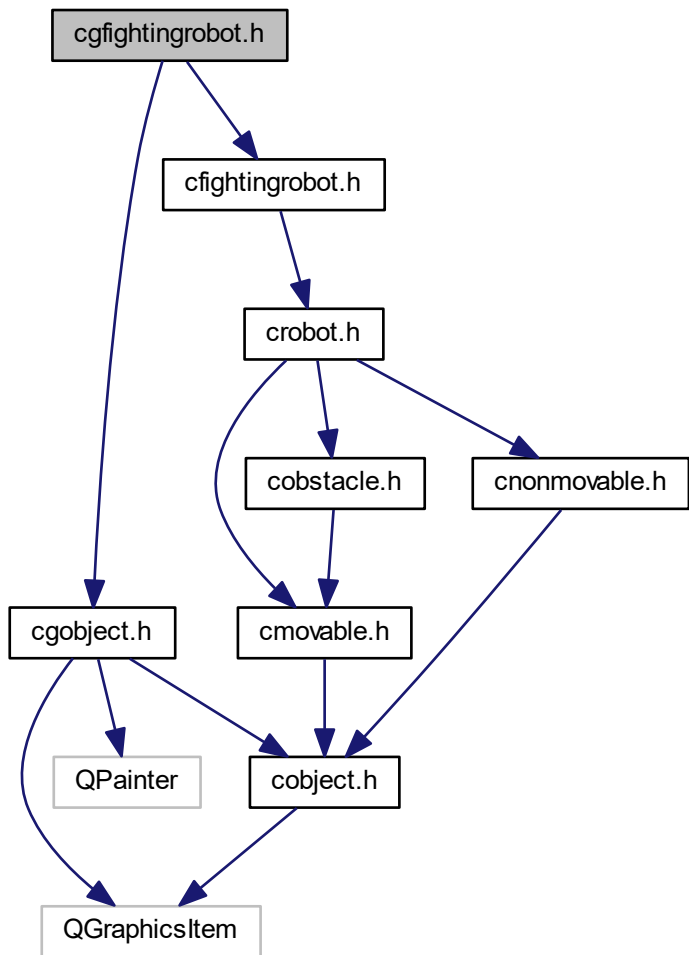 cgfightingrobot.h
cfightingrobot.h
crobot.h
cobstacle.h
cnonmovable.h
cgobject.h
cmovable.h
QPainter
cobject.h
QGraphicsItem